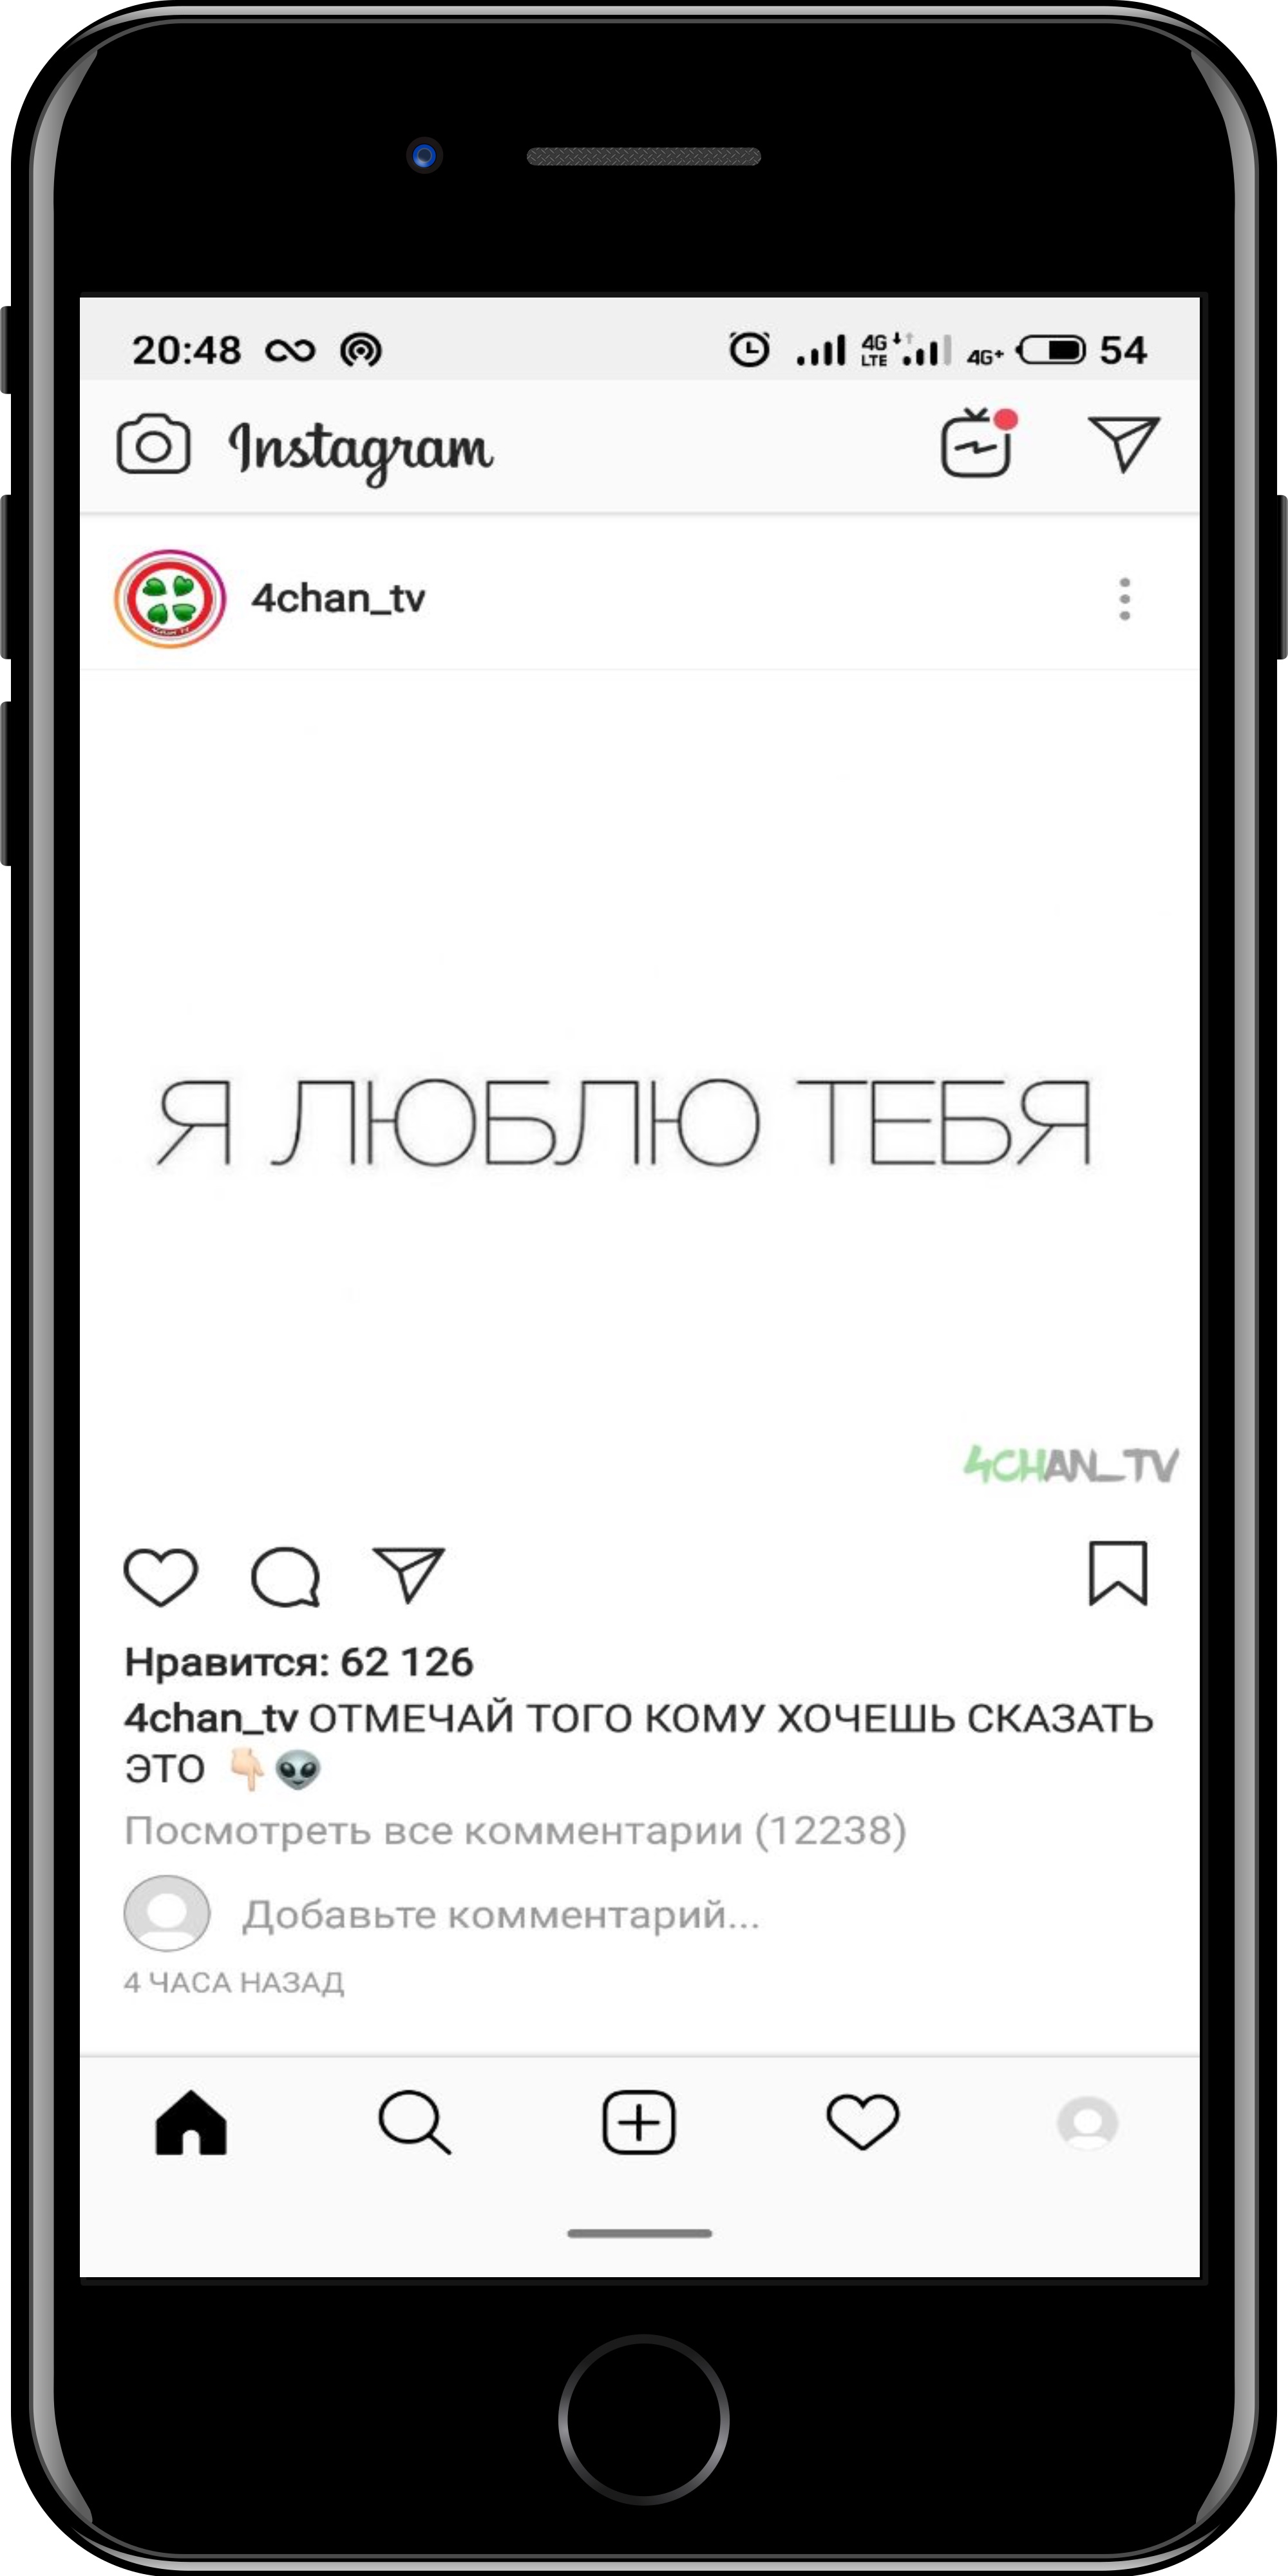 20:48 4G LTE 4G+ 54
Instagram
4chan_tv
Я ЛЮБЛЮ ТЕБЯ
4CHAN_TV
Нравится: 62 126
4chan_tv ОТМЕЧАЙ ТОГО КОМУ ХОЧЕШЬ СКАЗАТЬ
ЭТО 👇🏻👽
Посмотреть все комментарии (12238)
Добавьте комментарий...
4 ЧАСА НАЗАД